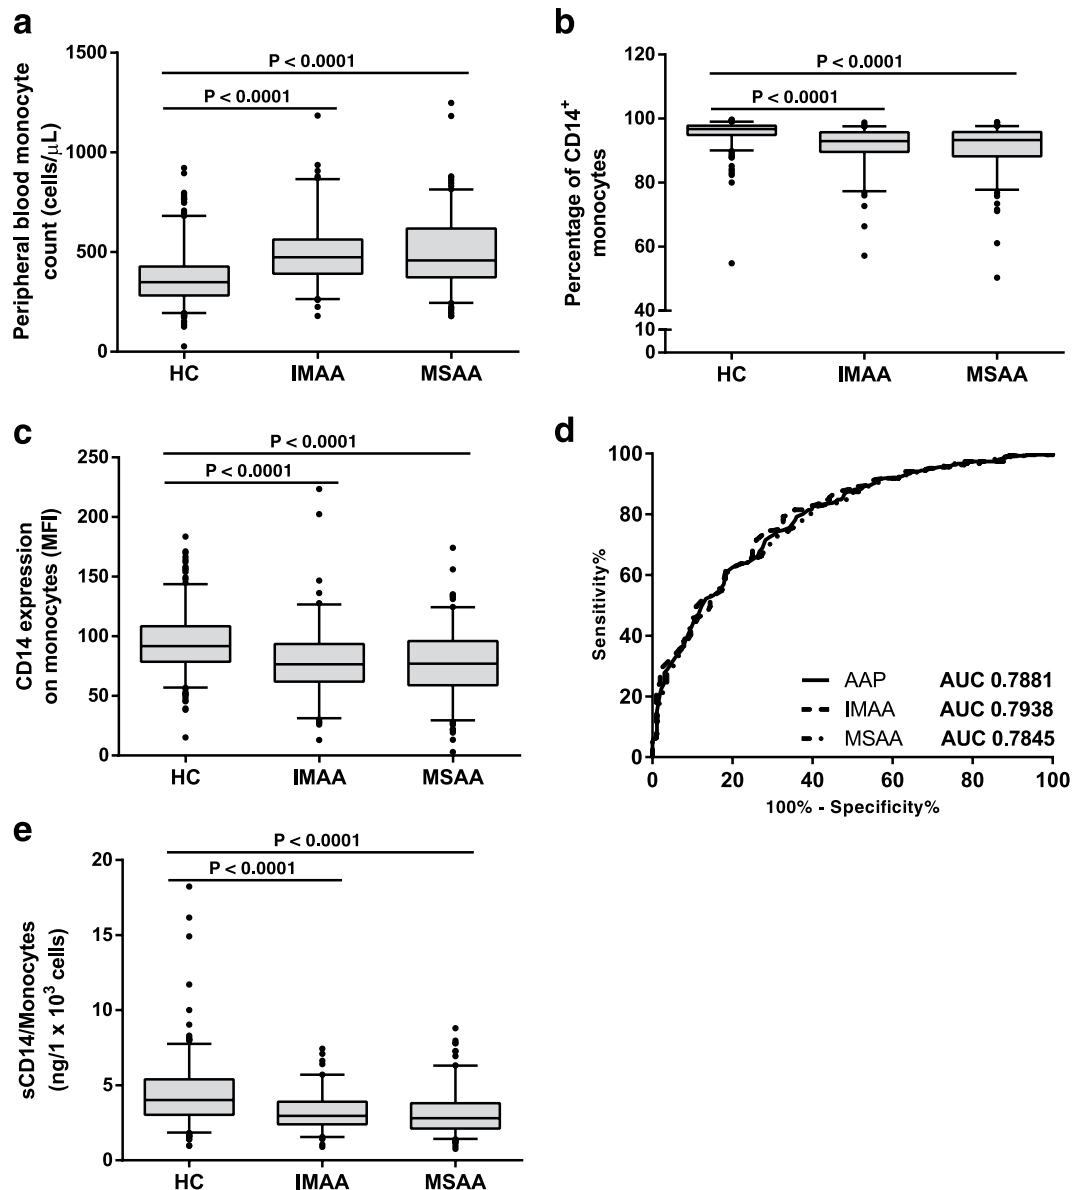 a
P < 0.0001
P < 0.0001
Peripheral blood monocyte
count (cells/μL)
1500
1000
500
0
HC IMAA MSAA
b
P < 0.0001
P < 0.0001
Percentage of CD14⁺
monocytes
120
100
80
60
40
10
0
HC IMAA MSAA
c
P < 0.0001
P < 0.0001
CD14 expression
on monocytes (MFI)
250
200
150
100
50
0
HC IMAA MSAA
d
Sensitivity%
100
80
60
40
20
0
AAP AUC 0.7881
IMAA AUC 0.7938
MSAA AUC 0.7845
0 20 40 60 80 100
100% - Specificity%
e
P < 0.0001
P < 0.0001
sCD14/Monocytes
(ng/1 x 10³ cells)
20
15
10
5
0
HC IMAA MSAA